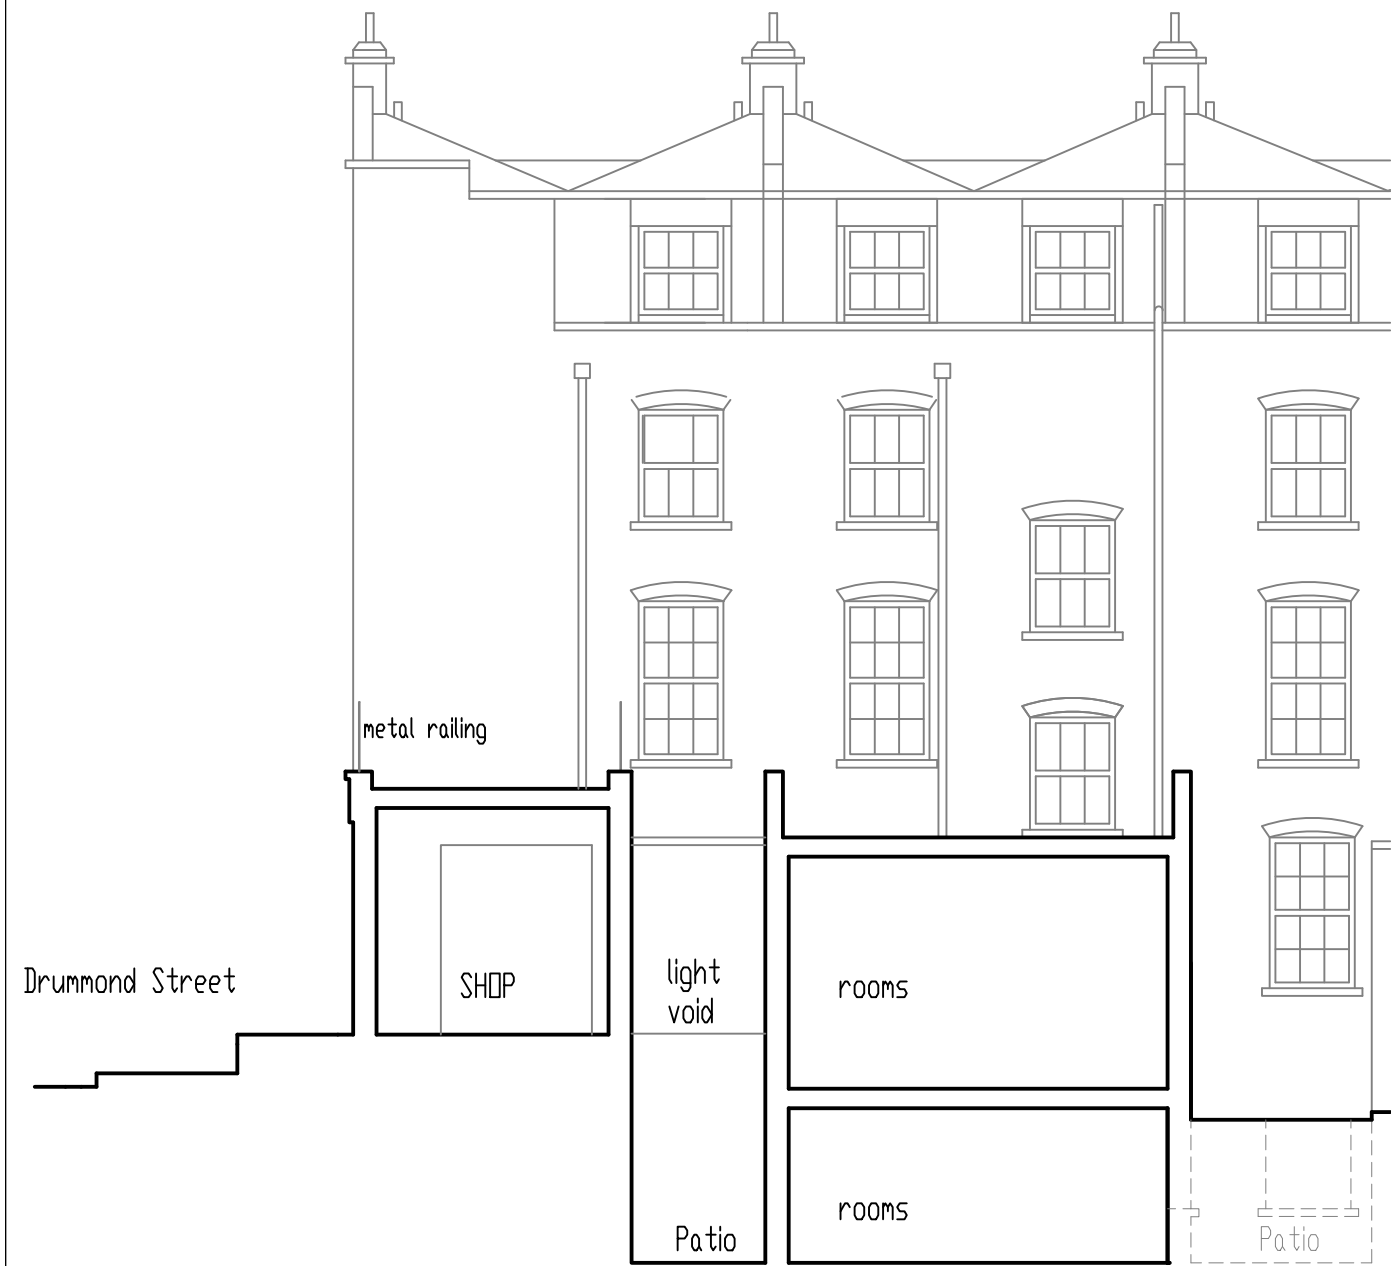 metal railing
Drummond Street
SHOP
light
void
rooms
rooms
Patio
Patio